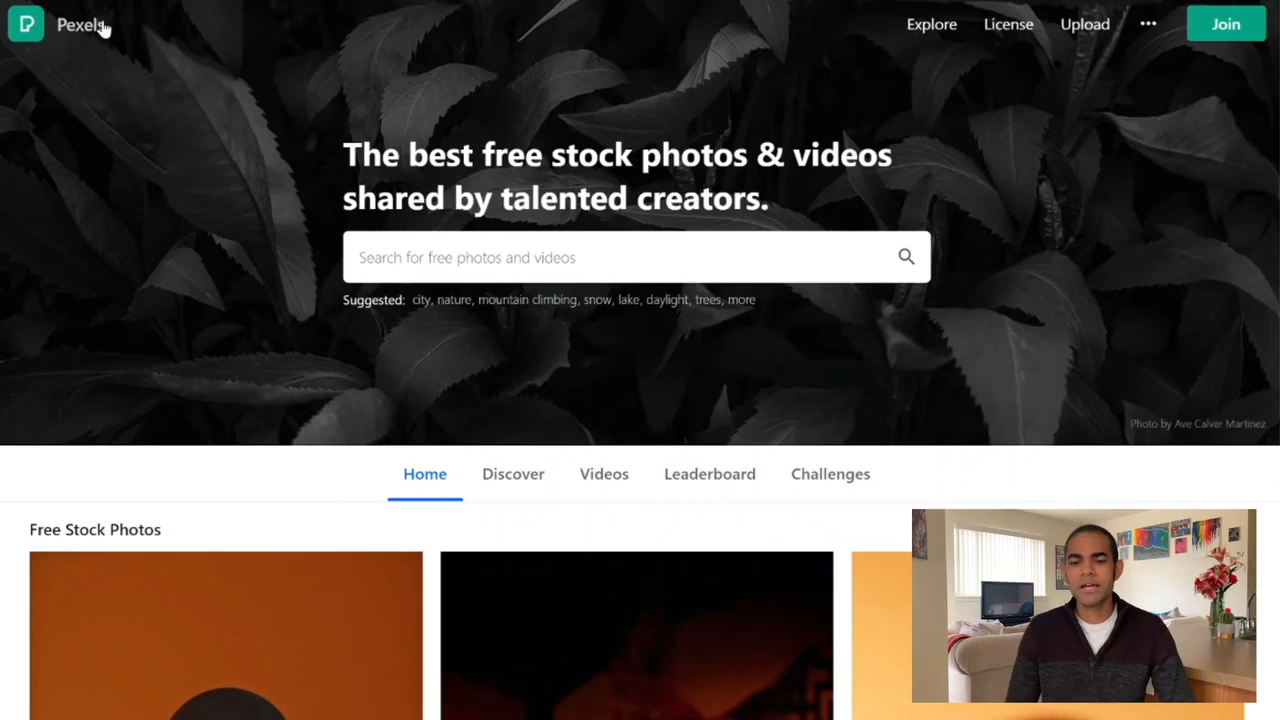 Pexels
Explore
License
Upload
Join
The best free stock photos & videos
shared by talented creators.
Search for free photos and videos
Suggested: city, nature, mountain climbing, snow, lake, daylight, trees, more
Photo by Ave Calvar Martinez
Home
Discover
Videos
Leaderboard
Challenges
Free Stock Photos